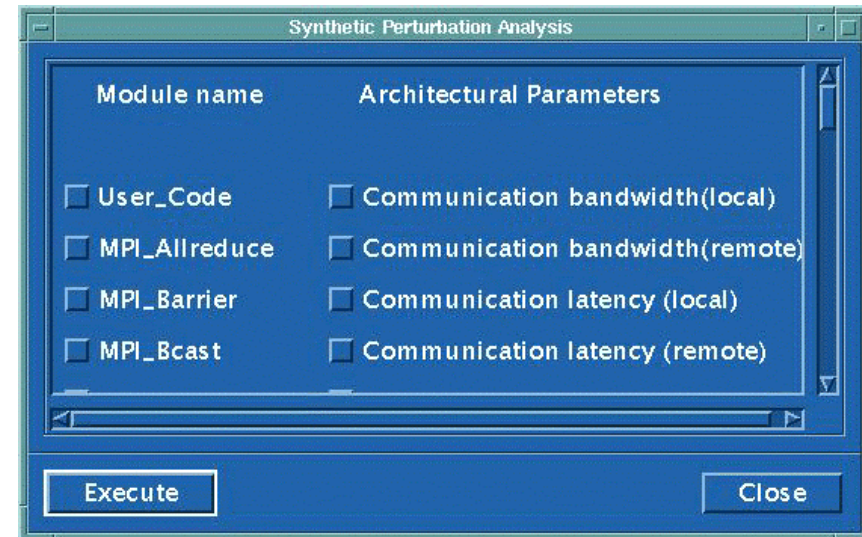 Synthetic Perturbation Analysis
Module name Architectural Parameters
User_Code Communication bandwidth(local)
MPI_Allreduce Communication bandwidth(remote)
MPI_Barrier Communication latency (local)
MPI_Bcast Communication latency (remote)
Execute Close